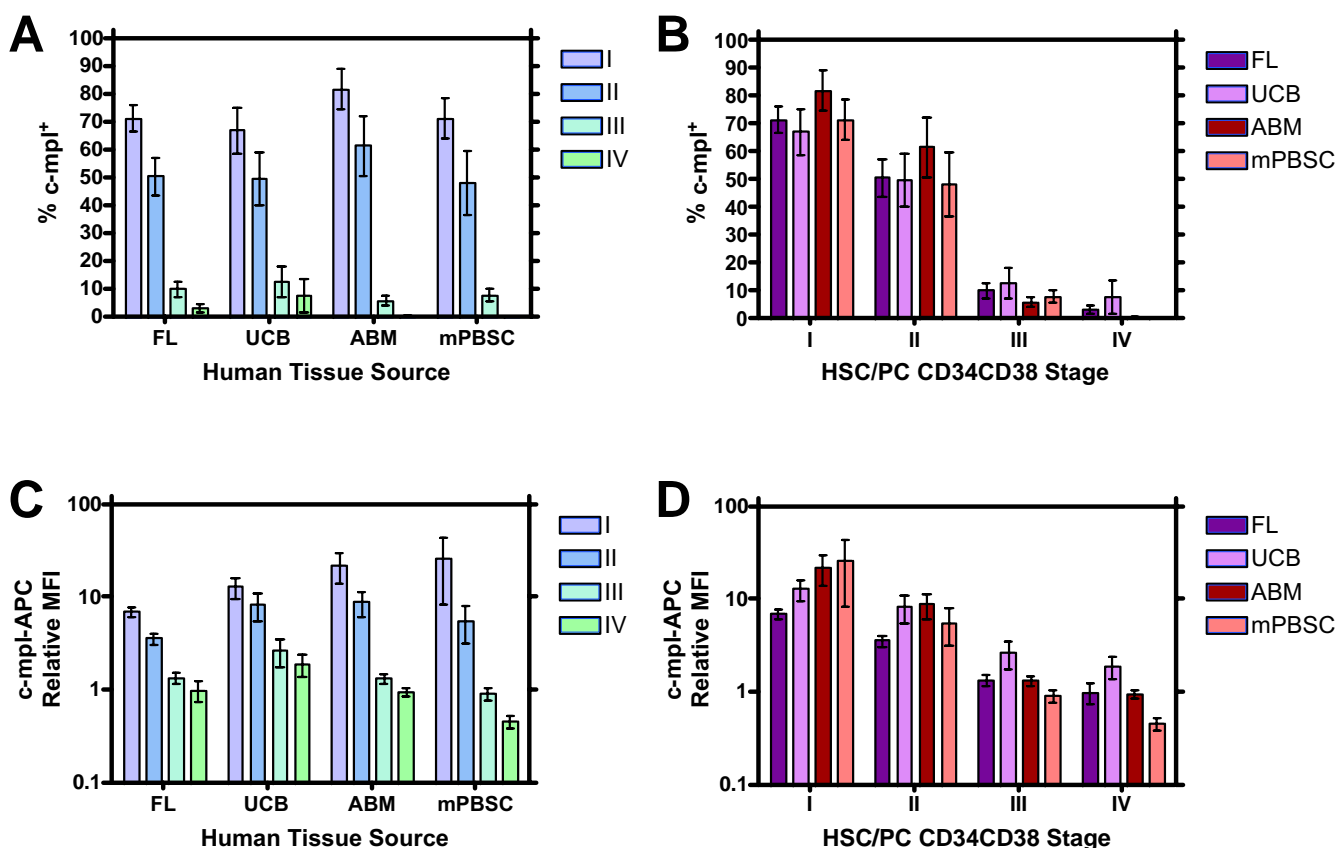 A
100
90
80
70
60
50
40
30
20
10
0
% c-mpl+
FL UCB ABM mPBSC
Human Tissue Source
I
II
III
IV
B
100
90
80
70
60
50
40
30
20
10
0
% c-mpl+
I II III IV
HSC/PC CD34CD38 Stage
FL
UCB
ABM
mPBSC
C
100
10
1
0.1
c-mpl-APC
Relative MFI
FL UCB ABM mPBSC
Human Tissue Source
I
II
III
IV
D
100
10
1
0.1
c-mpl-APC
Relative MFI
I II III IV
HSC/PC CD34CD38 Stage
FL
UCB
ABM
mPBSC